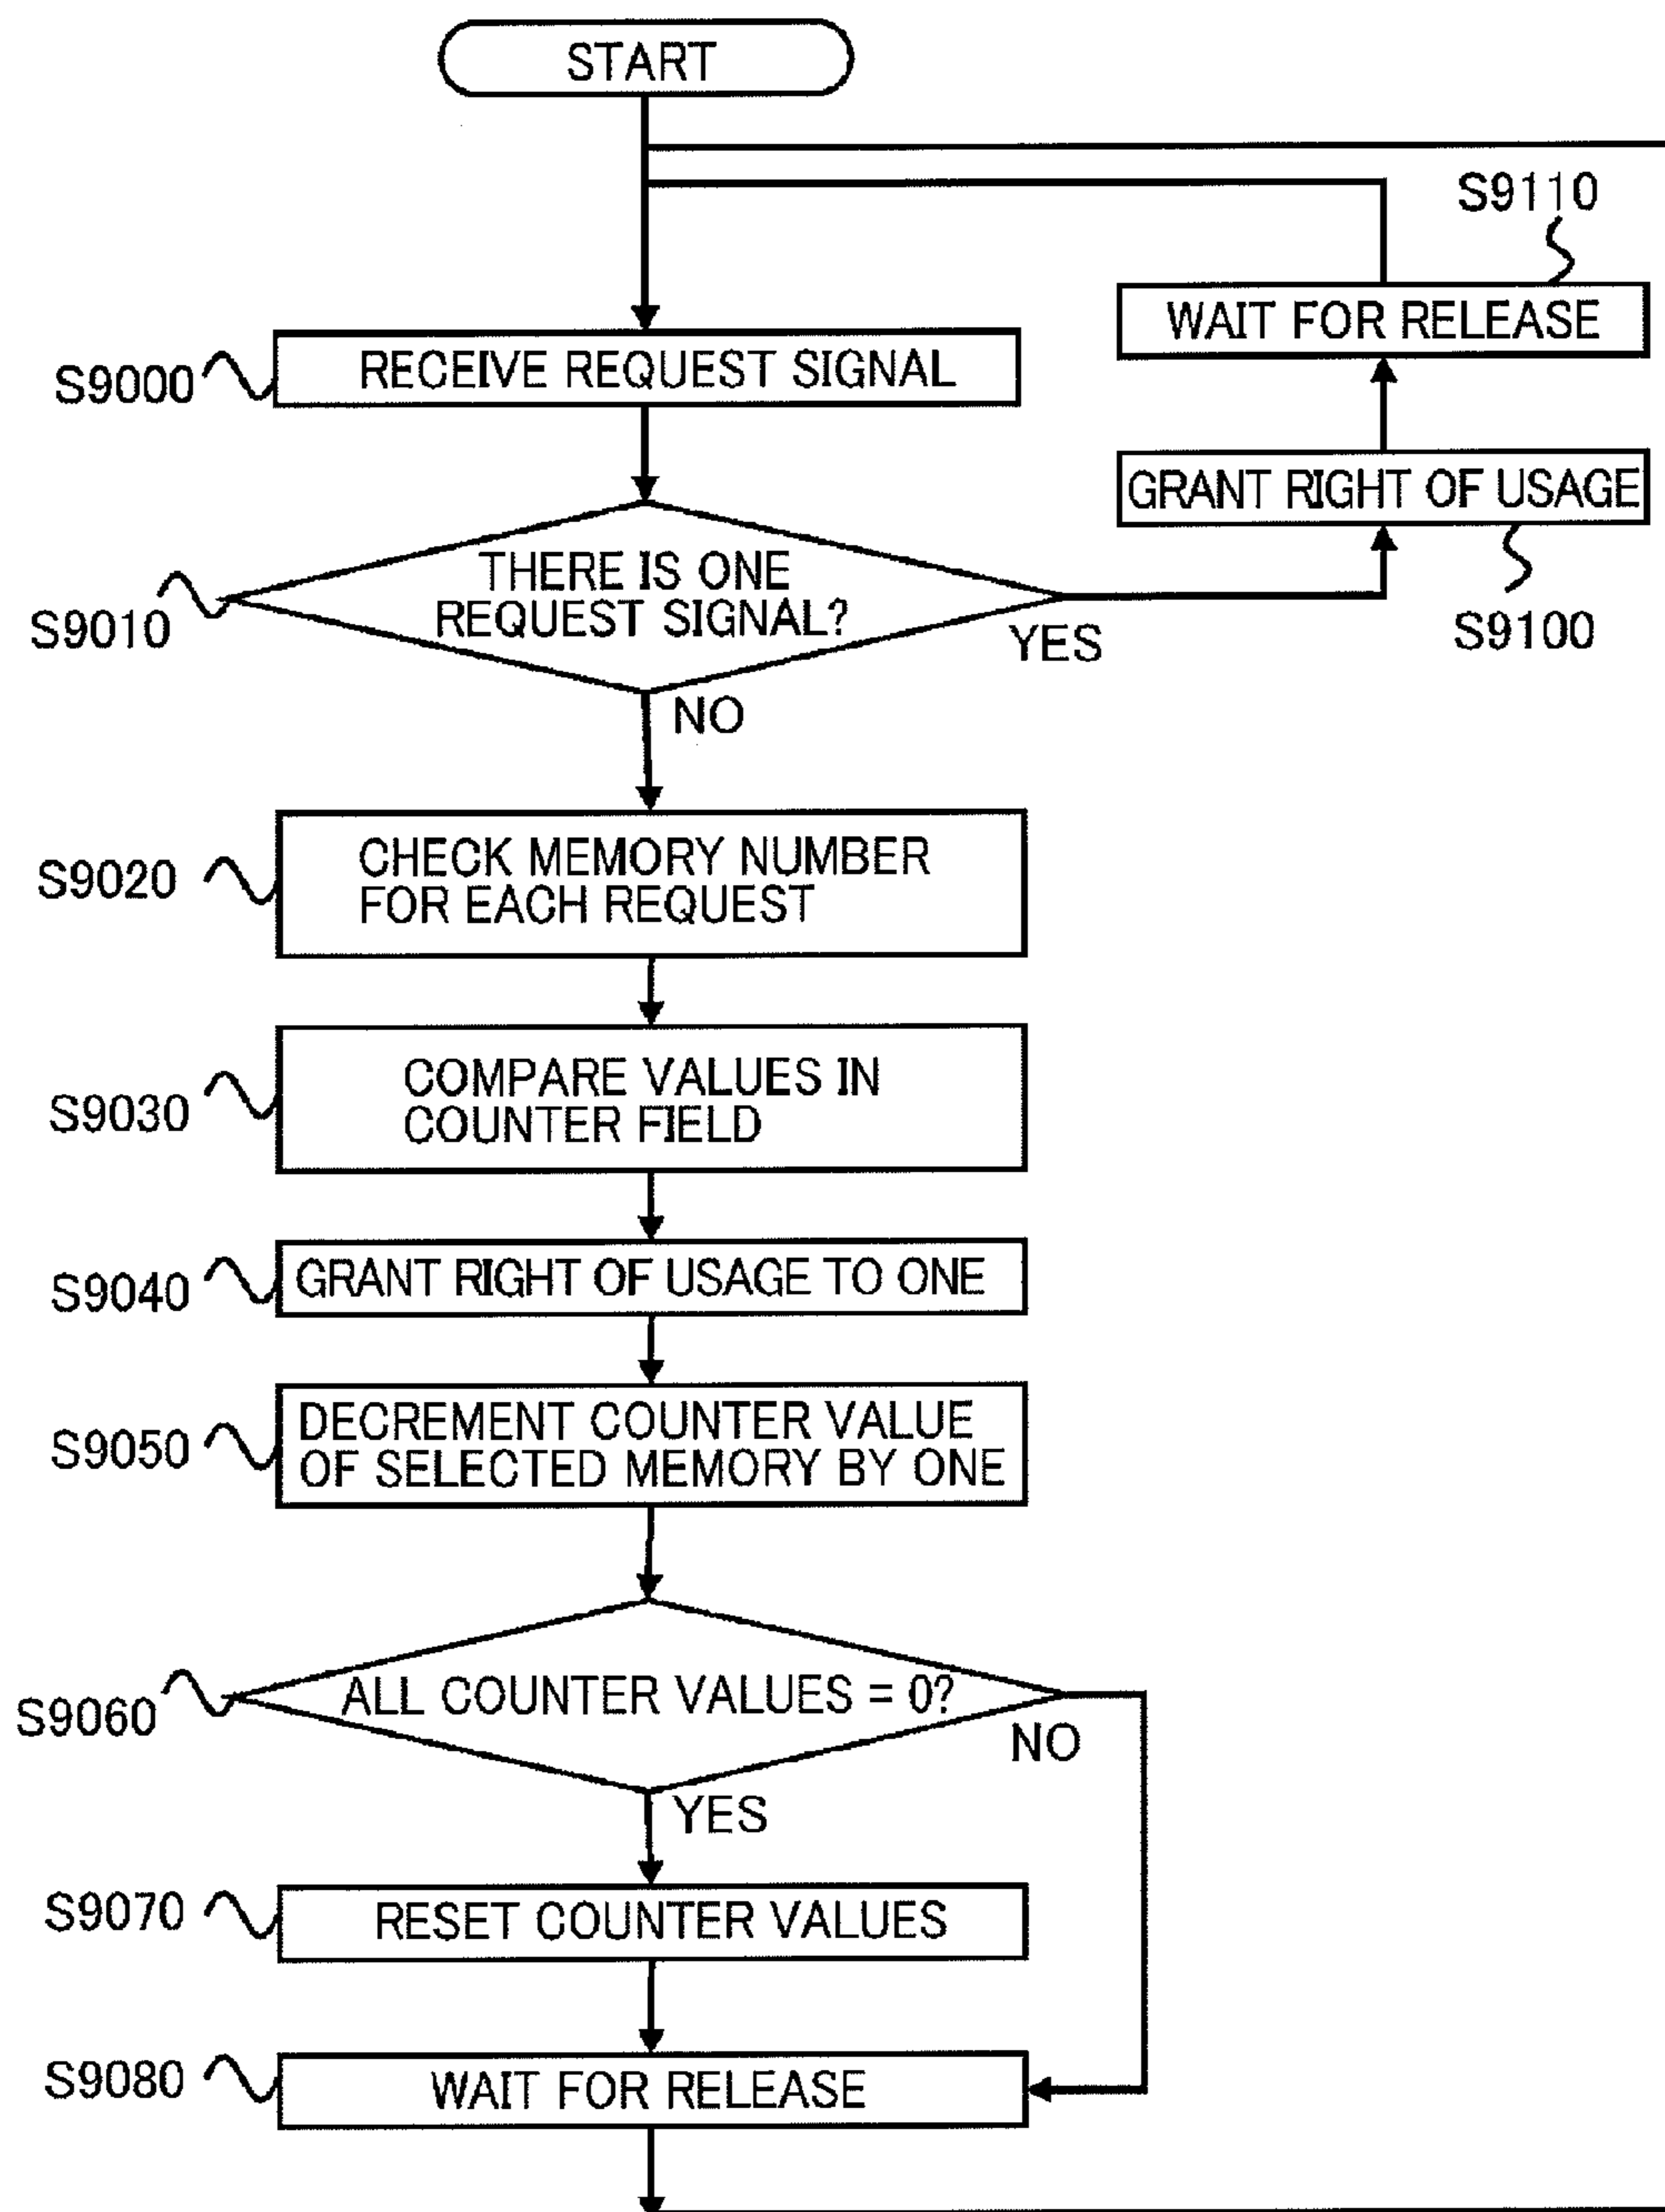 START
S9110
WAIT FOR RELEASE
S9000
RECEIVE REQUEST SIGNAL
GRANT RIGHT OF USAGE
S9100
S9010
THERE IS ONE
REQUEST SIGNAL?
YES
NO
S9020
CHECK MEMORY NUMBER
FOR EACH REQUEST
S9030
COMPARE VALUES IN
COUNTER FIELD
S9040
GRANT RIGHT OF USAGE TO ONE
S9050
DECREMENT COUNTER VALUE
OF SELECTED MEMORY BY ONE
S9060
ALL COUNTER VALUES = 0?
NO
YES
S9070
RESET COUNTER VALUES
S9080
WAIT FOR RELEASE